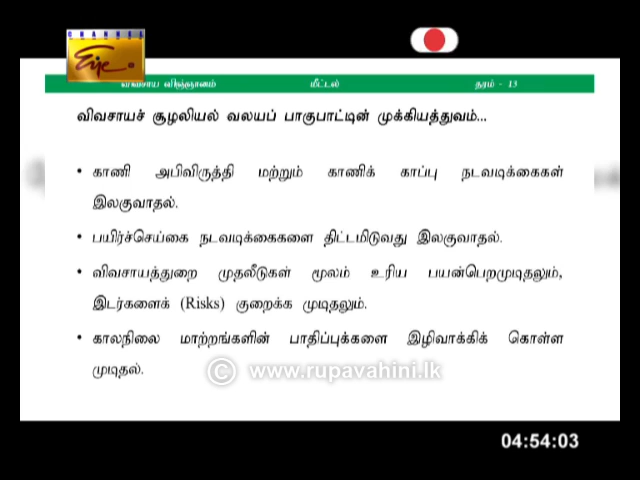 CHANNEL
Eye
விவசாய விஞ்ஞானம் மீட்டல் தரம் - 13
விவசாயச் சூழலியல் வலயப் பாகுபாட்டின் முக்கியத்துவம்...
• காணி அபிவிருத்தி மற்றும் காணிக் காப்பு நடவடிக்கைகள்
இலகுவாதல்.
• பயிர்ச்செய்கை நடவடிக்கைகளை திட்டமிடுவது இலகுவாதல்.
• விவசாயத்துறை முதலீடுகள் மூலம் உரிய பயன்பெறமுடிதலும்,
இடர்களைக் (Risks) குறைக்க முடிதலும்.
• காலநிலை மாற்றங்களின் பாதிப்புக்களை இழிவாக்கிக் கொள்ள
முடிதல்.
© www.rupavahini.lk
04:54:03